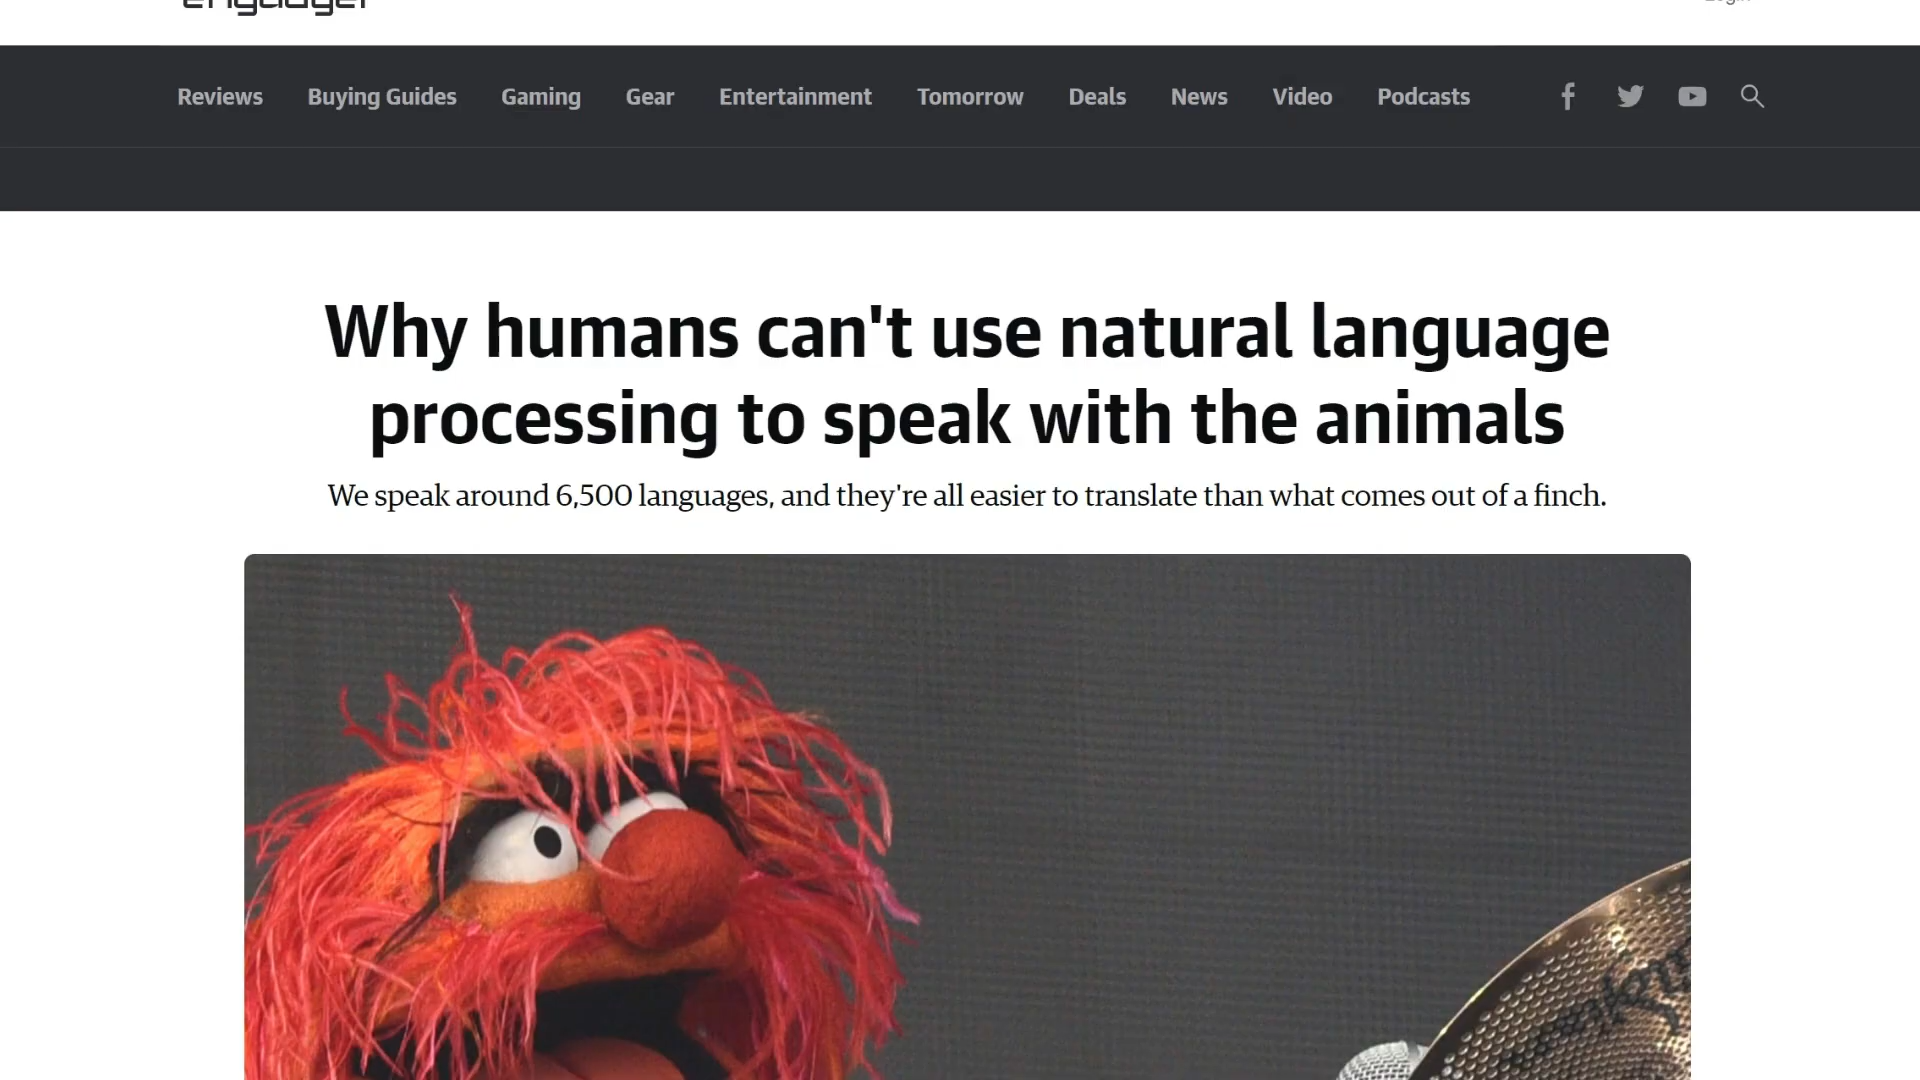 engadget
Login
Reviews Buying Guides Gaming Gear Entertainment Tomorrow Deals News Video Podcasts
Why humans can't use natural language
processing to speak with the animals
We speak around 6,500 languages, and they're all easier to translate than what comes out of a finch.